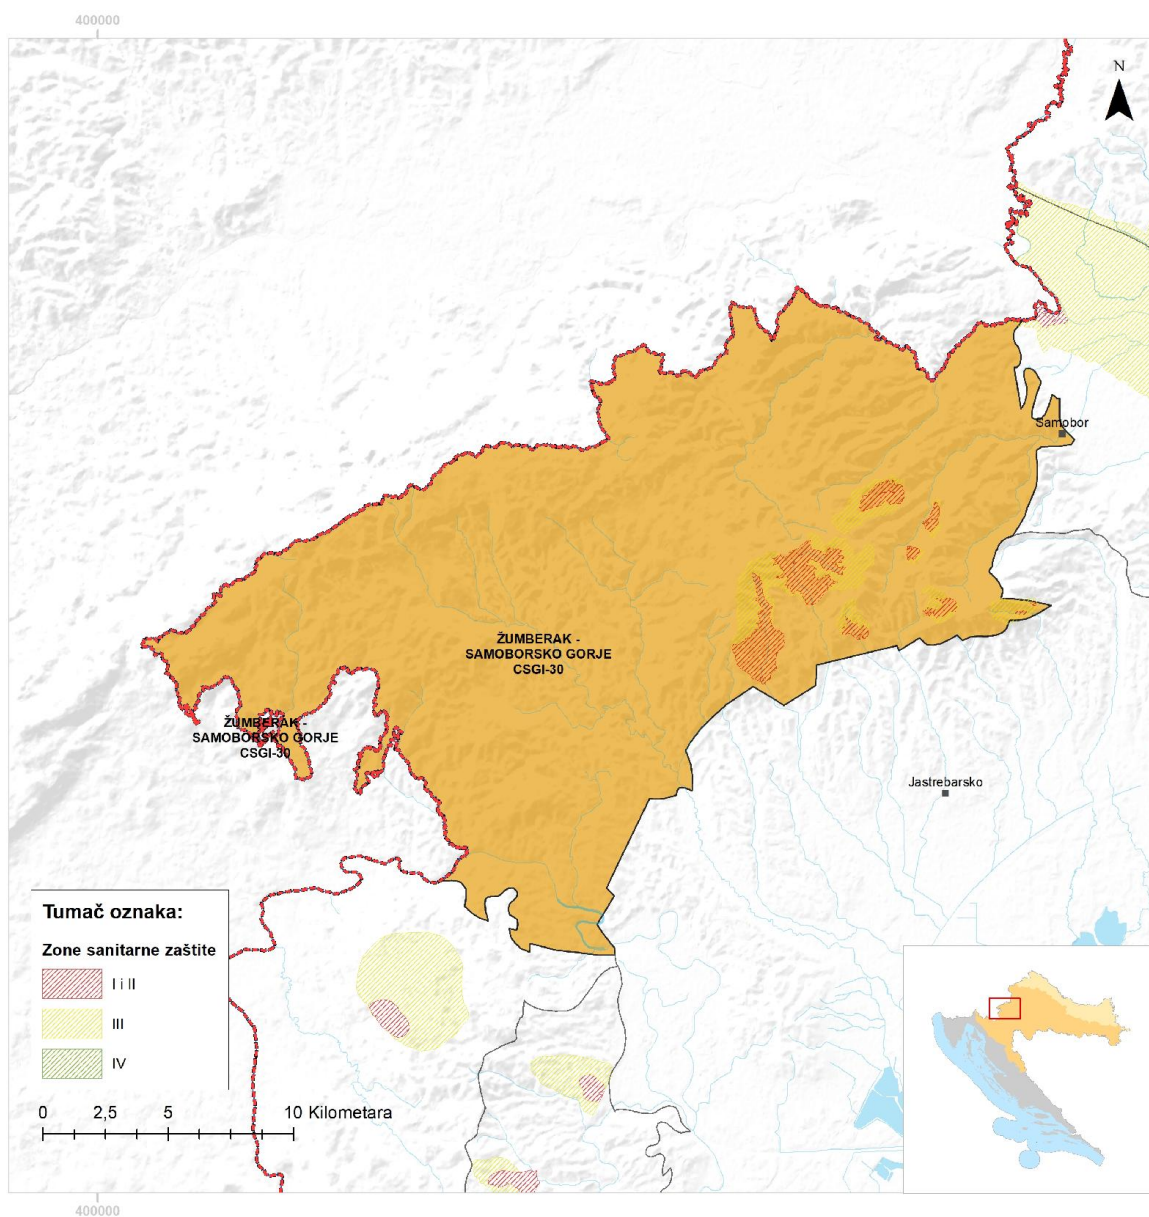 400000
N
Samobor
ŽUMBERAK -
SAMOBORSKO GORJE
CSGI-30
ŽUMBERAK -
SAMOBORSKO GORJE
CSGI-30
Jastrebarsko
Tumač oznaka:
Zone sanitarne zaštite
I i II
III
IV
0 2,5 5 10 Kilometara
400000